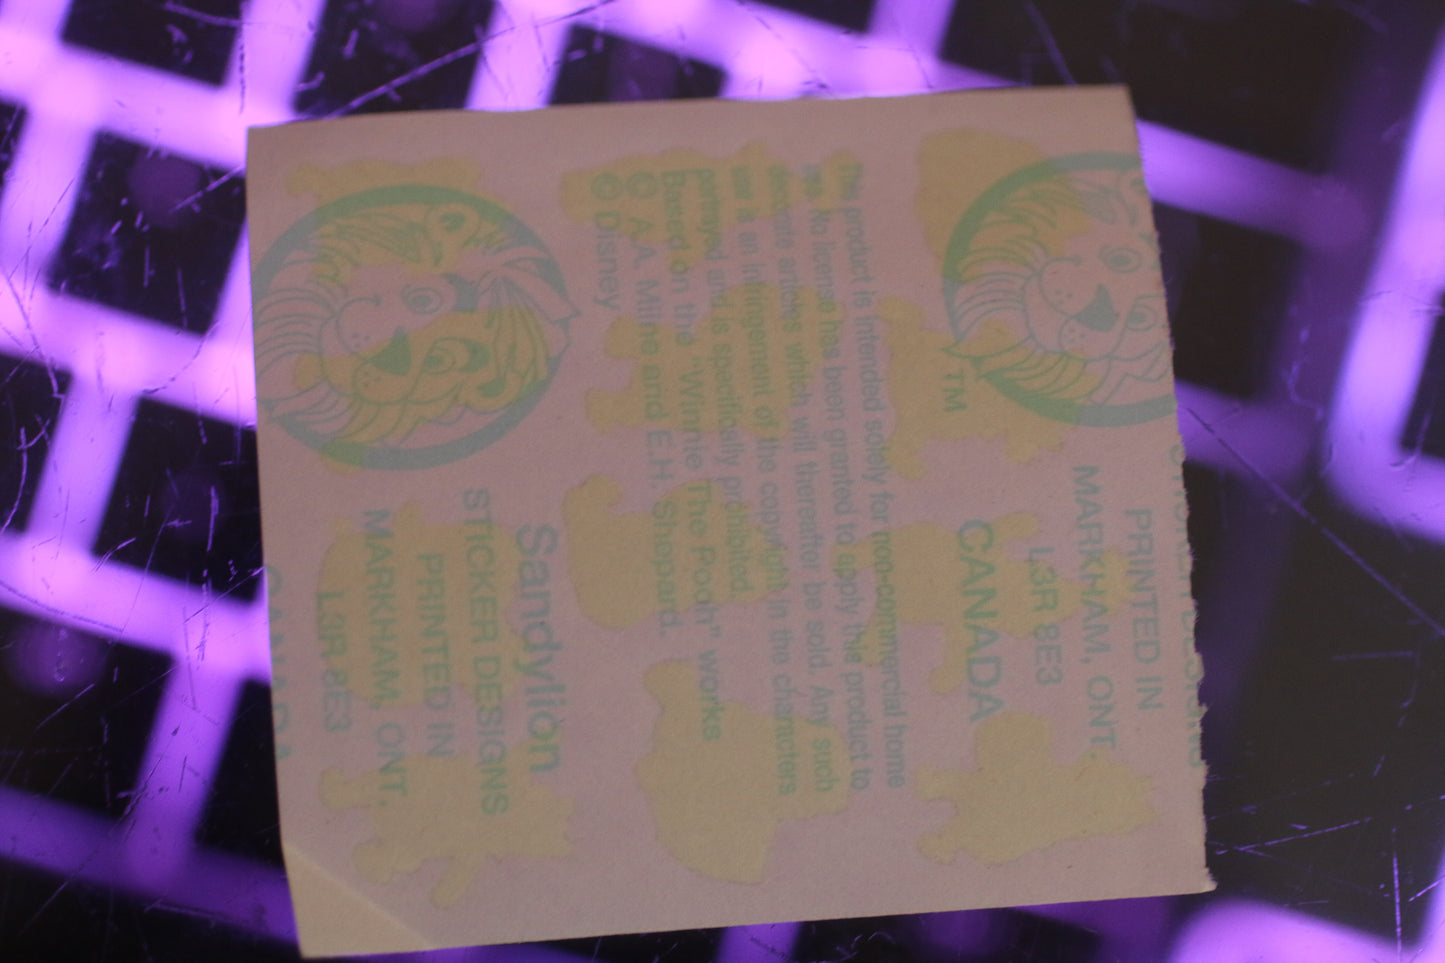 PRINTED IN
MARKHAM, ONT.
L3R 8E3
CANADA
TM
This product is intended solely for non-commercial home
use. No license has been granted to apply this product to
decorate articles which will thereafter be sold. Any such
use is an infringement of the copyright in the characters
portrayed and is specifically prohibited.
Based on the "Winnie The Pooh" works
© A.A. Milne and E.H. Shepard.
© Disney
Sandylion
STICKER DESIGNS
PRINTED IN
MARKHAM, ONT.
L3R 8E3